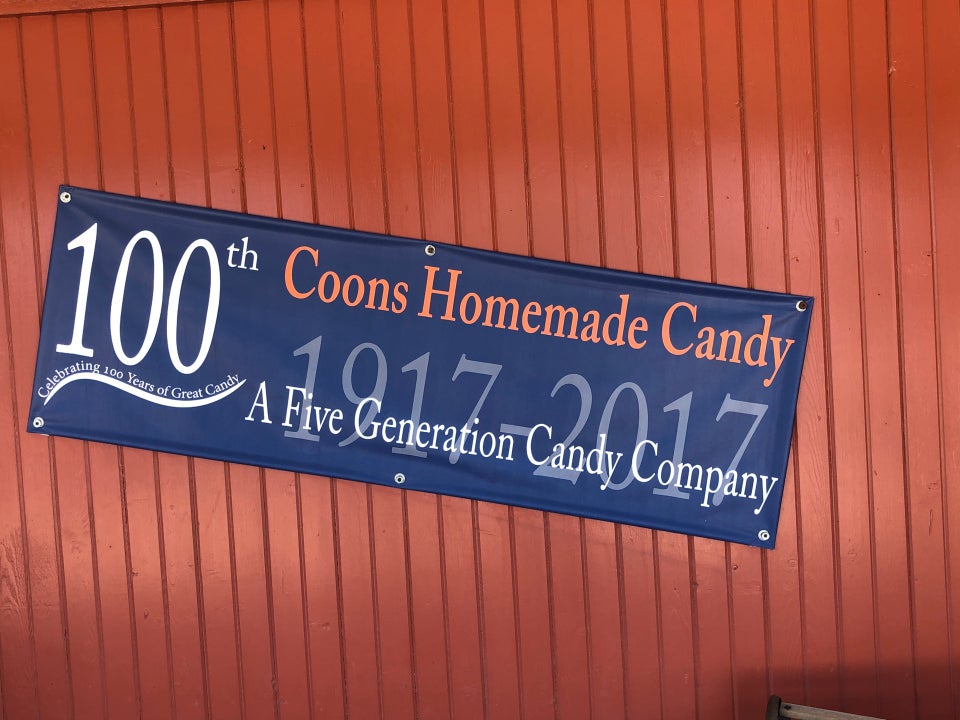 100th
Celebrating 100 Years of Great Candy
Coons Homemade Candy
1917-2017
A Five Generation Candy Company